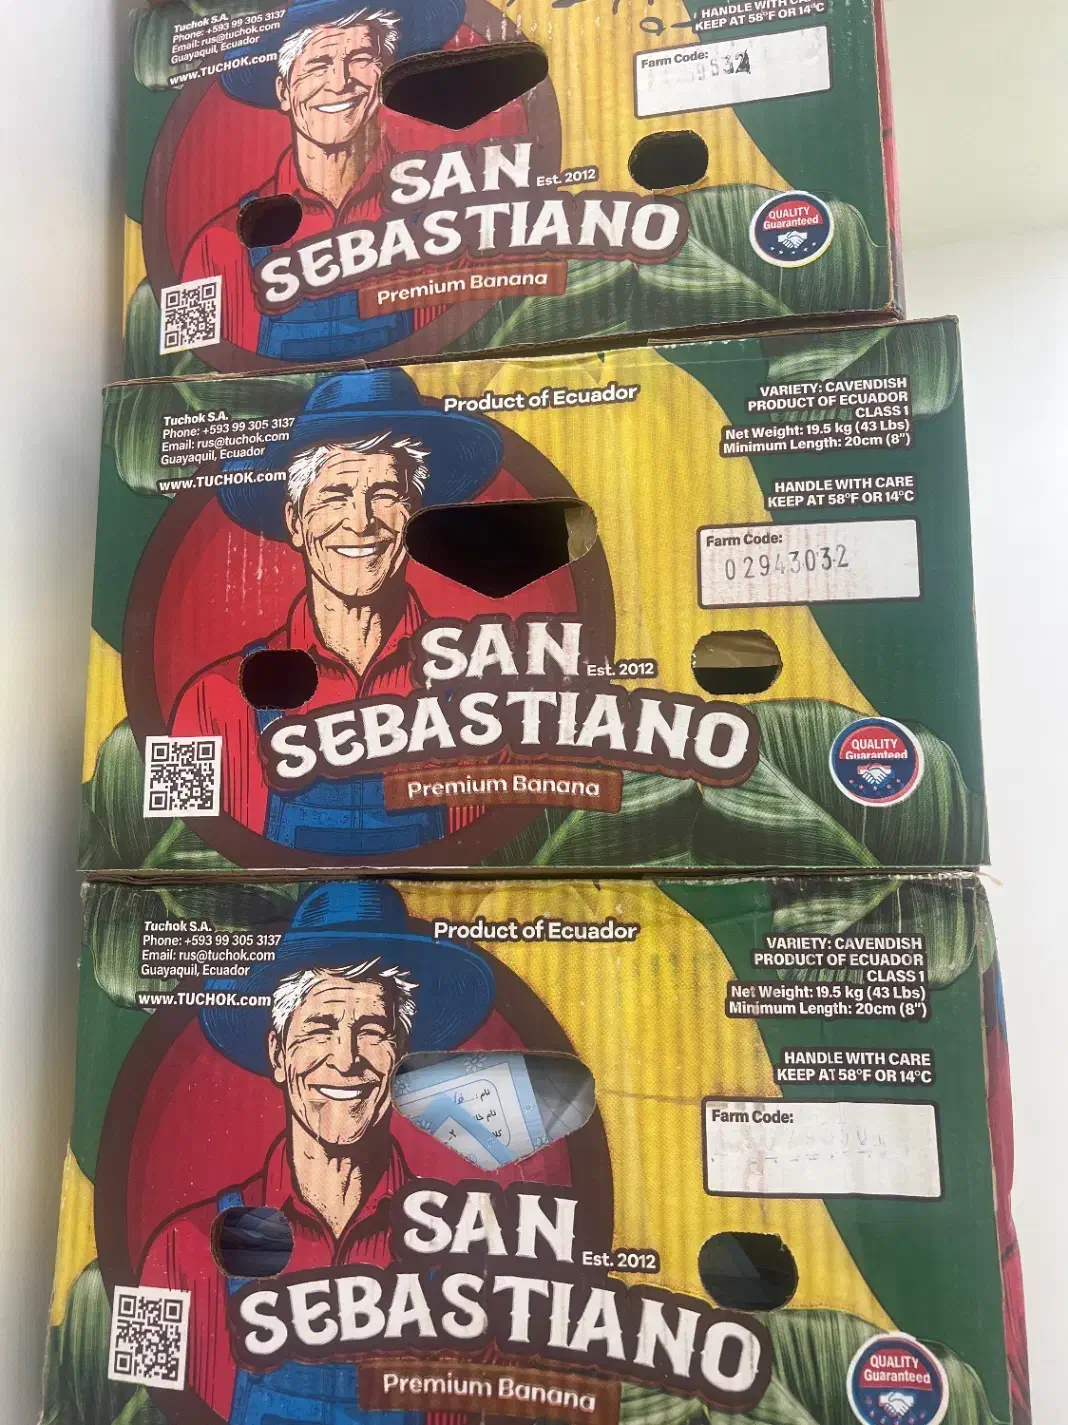 Tuchok S.A.
Phone: +593 99 305 3137
Email: rus@tuchok.com
Guayaquil, Ecuador
www.TUCHOK.com
HANDLE WITH CARE
KEEP AT 58°F OR 14°C
Farm Code:
SAN
Est. 2012
SEBASTIANO
Premium Banana
QUALITY
Guaranteed
Tuchok S.A.
Phone: +593 99 305 3137
Email: rus@tuchok.com
Guayaquil, Ecuador
www.TUCHOK.com
Product of Ecuador
VARIETY: CAVENDISH
PRODUCT OF ECUADOR
CLASS 1
Net Weight: 19.5 kg (43 Lbs)
Minimum Length: 20cm (8")
HANDLE WITH CARE
KEEP AT 58°F OR 14°C
Farm Code:
02943032
SAN
Est. 2012
SEBASTIANO
Premium Banana
QUALITY
Guaranteed
Tuchok S.A.
Phone: +593 99 305 3137
Email: rus@tuchok.com
Guayaquil, Ecuador
www.TUCHOK.com
Product of Ecuador
VARIETY: CAVENDISH
PRODUCT OF ECUADOR
CLASS 1
Net Weight: 19.5 kg (43 Lbs)
Minimum Length: 20cm (8")
HANDLE WITH CARE
KEEP AT 58°F OR 14°C
Farm Code:
نام:
نام
SAN
Est. 2012
SEBASTIANO
Premium Banana
QUALITY
Guaranteed